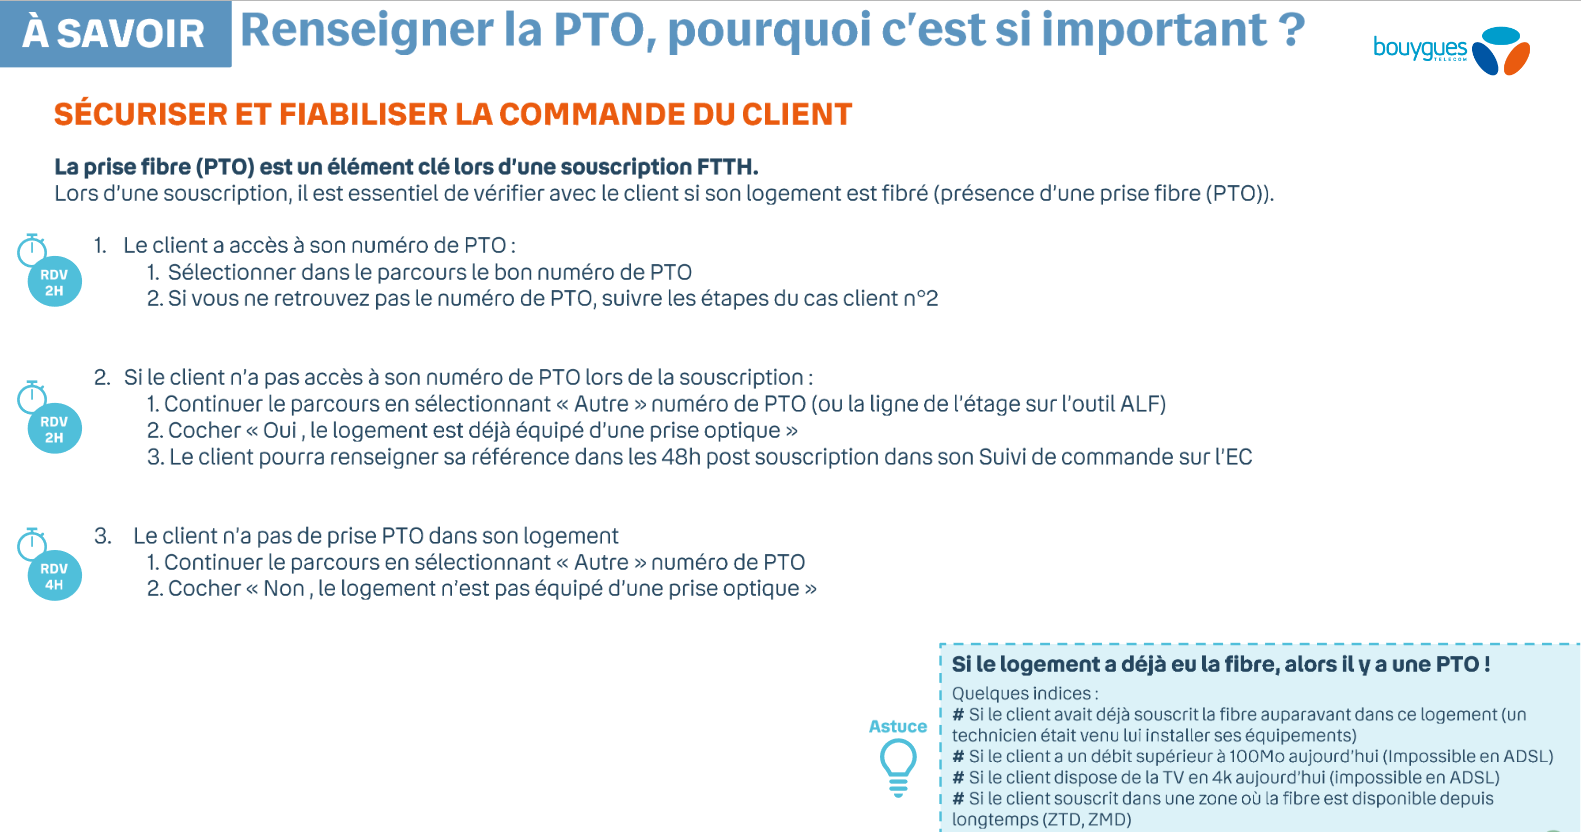 À SAVOIR
Renseigner la PTO, pourquoi c'est si important ?
bouygues
TELECOM
SÉCURISER ET FIABILISER LA COMMANDE DU CLIENT
La prise fibre (PTO) est un élément clé lors d'une souscription FTTH.
Lors d'une souscription, il est essentiel de vérifier avec le client si son logement est fibré (présence d'une prise fibre (PTO)).
RDV
2H
1. Le client a accès à son numéro de PTO :
1. Sélectionner dans le parcours le bon numéro de PTO
2. Si vous ne retrouvez pas le numéro de PTO, suivre les étapes du cas client n°2
RDV
2H
2. Si le client n'a pas accès à son numéro de PTO lors de la souscription :
1. Continuer le parcours en sélectionnant « Autre » numéro de PTO (ou la ligne de l'étage sur l'outil ALF)
2. Cocher « Oui , le logement est déjà équipé d'une prise optique »
3. Le client pourra renseigner sa référence dans les 48h post souscription dans son Suivi de commande sur l'EC
RDV
4H
3. Le client n'a pas de prise PTO dans son logement
1. Continuer le parcours en sélectionnant « Autre » numéro de PTO
2. Cocher « Non , le logement n'est pas équipé d'une prise optique »
Astuce
Si le logement a déjà eu la fibre, alors il y a une PTO !
Quelques indices :
# Si le client avait déjà souscrit la fibre auparavant dans ce logement (un
technicien était venu lui installer ses équipements)
# Si le client a un débit supérieur à 100Mo aujourd'hui (Impossible en ADSL)
# Si le client dispose de la TV en 4k aujourd'hui (impossible en ADSL)
# Si le client souscrit dans une zone où la fibre est disponible depuis
longtemps (ZTD, ZMD)